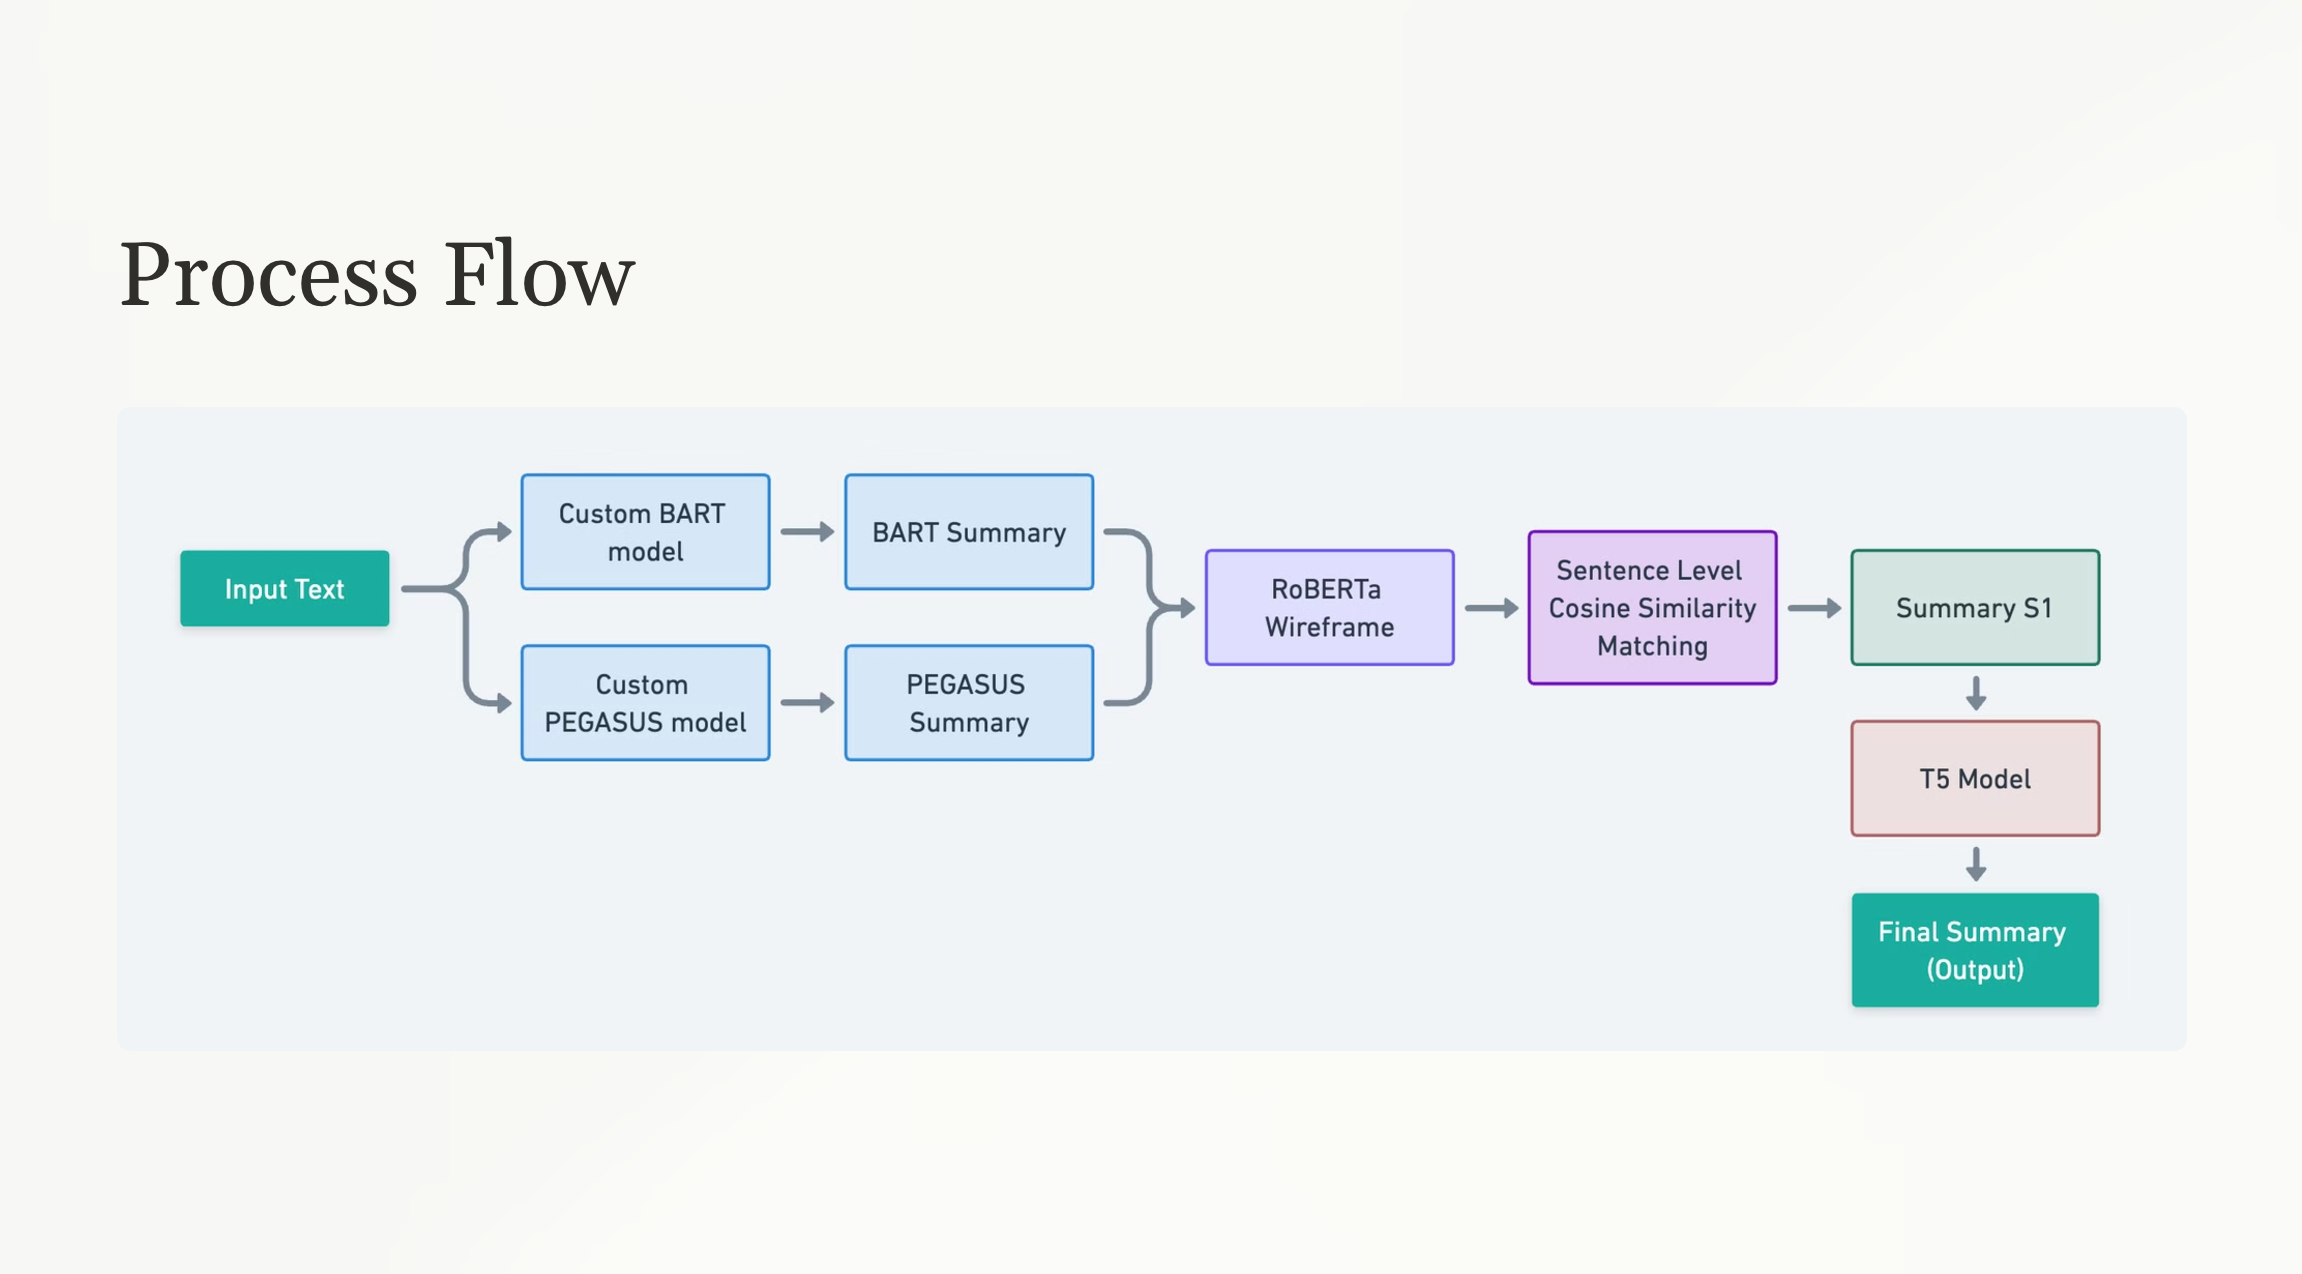 Process Flow
Input Text
Custom BART
model
BART Summary
Custom
PEGASUS model
PEGASUS
Summary
RoBERTa
Wireframe
Sentence Level
Cosine Similarity
Matching
Summary S1
T5 Model
Final Summary
(Output)